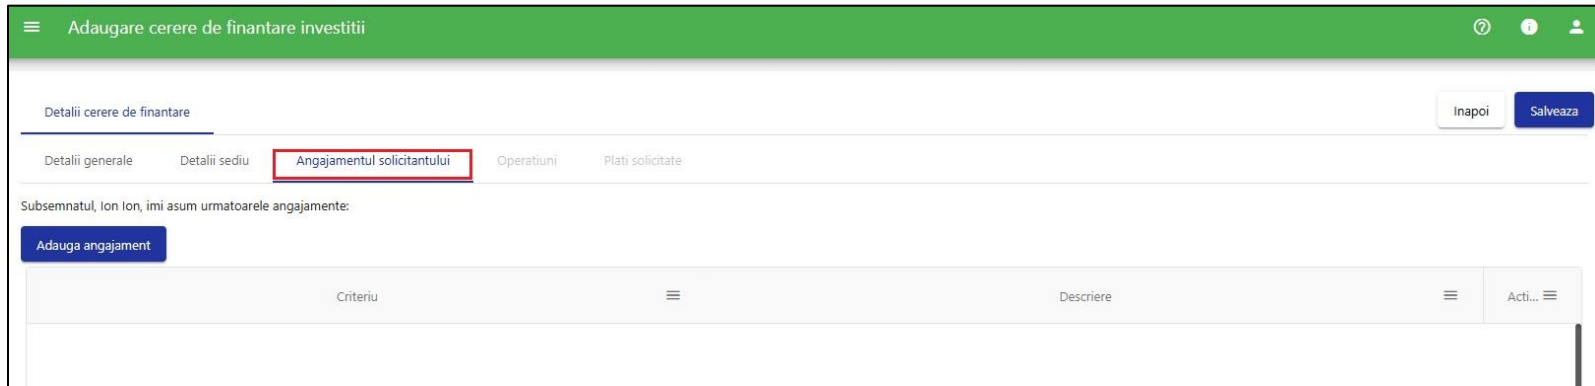 Adaugare cerere de finantare investitii
Detalii cerere de finantare
Inapoi
Salveaza
Detalii generale Detalii sediu Angajamentul solicitantului Operatiuni Plati solicitate
Subsemnatul, Ion Ion, imi asum urmatoarele angajamente:
Adauga angajament
Criteriu Descriere Acti...